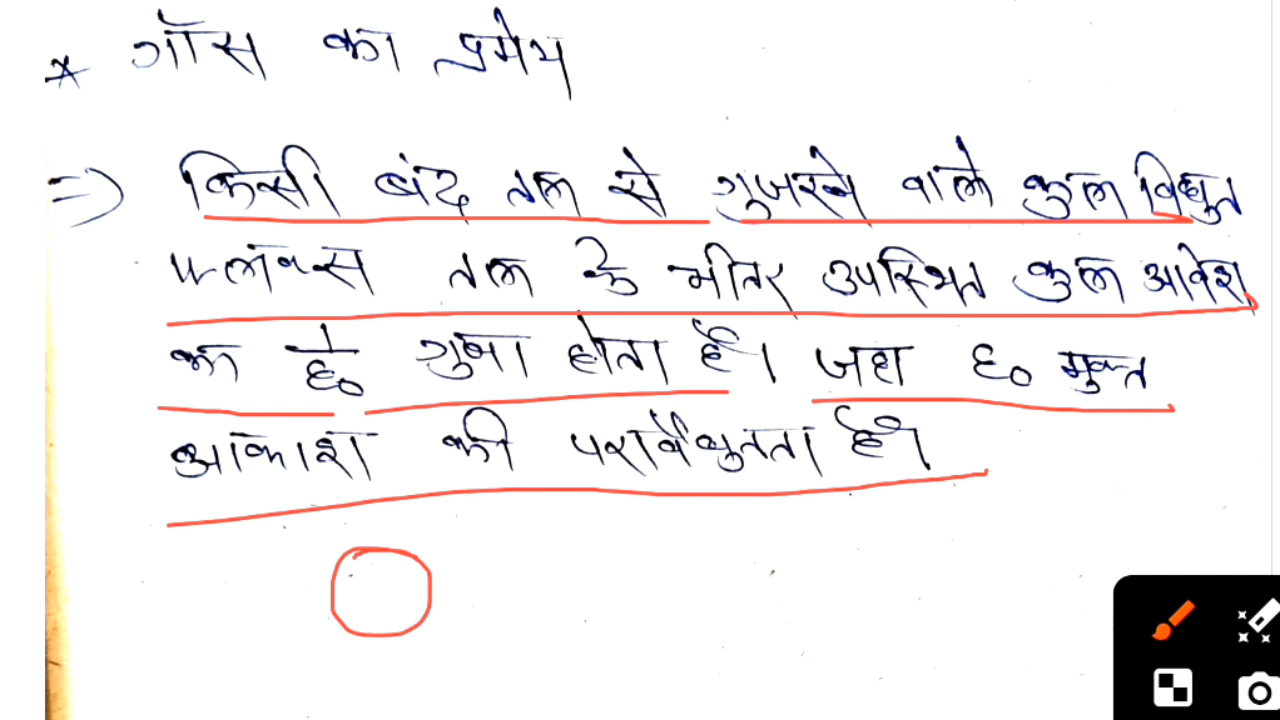 * गॉस का प्रमेय
=> किसी बंद तल से गुजरने वाले कुल विद्युत
फ्लक्स तल के भीतर उपस्थित कुल आवेश
का 1/ε₀ गुणा होता है। जहा ε₀ मुक्त
आकाश की परावैद्युतता है।